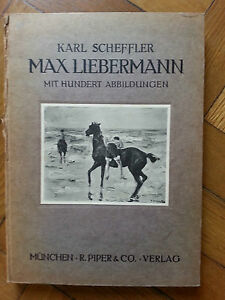 KARL SCHEFFLER
MAX LIEBERMANN
MIT HUNDERT ABBILDUNGEN
MÜNCHEN · R. PIPER & CO. · VERLAG